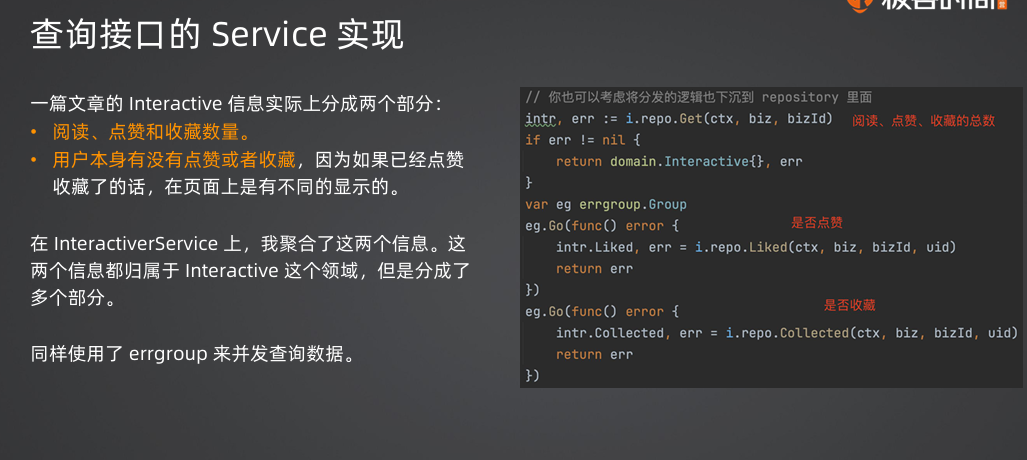 查询接口的 Service 实现
一篇文章的 Interactive 信息实际上分成两个部分：
• 阅读、点赞和收藏数量。
• 用户本身有没有点赞或者收藏，因为如果已经点赞
收藏了的话，在页面上是有不同的显示的。
在 InteractiverService 上，我聚合了这两个信息。这
两个信息都归属于 Interactive 这个领域，但是分成了
多个部分。
同样使用了 errgroup 来并发查询数据。
// 你也可以考虑将分发的逻辑也下沉到 repository 里面
intr, err := i.repo.Get(ctx, biz, bizId) 阅读、点赞、收藏的总数
if err != nil {
return domain.Interactive{}, err
}
var eg errgroup.Group
eg.Go(func() error { 是否点赞
intr.Liked, err = i.repo.Liked(ctx, biz, bizId, uid)
return err
})
eg.Go(func() error { 是否收藏
intr.Collected, err = i.repo.Collected(ctx, biz, bizId, uid)
return err
})